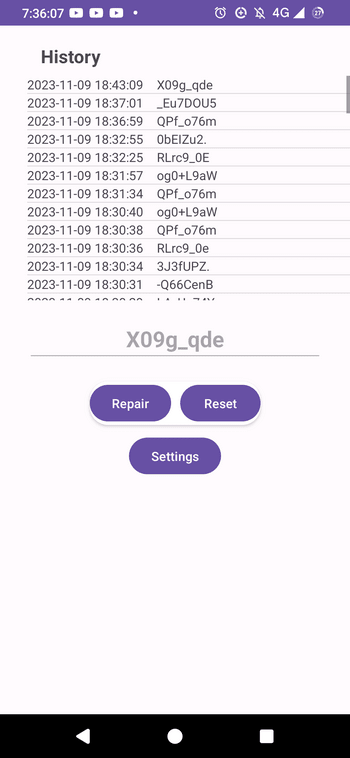 7:36:07 4G 27
History
2023-11-09 18:43:09 X09g_qde
2023-11-09 18:37:01 _Eu7DOU5
2023-11-09 18:36:59 QPf_o76m
2023-11-09 18:32:55 0bEIZu2.
2023-11-09 18:32:25 RLrc9_0E
2023-11-09 18:31:57 og0+L9aW
2023-11-09 18:31:34 QPf_o76m
2023-11-09 18:30:40 og0+L9aW
2023-11-09 18:30:38 QPf_o76m
2023-11-09 18:30:36 RLrc9_0e
2023-11-09 18:30:34 3J3fUPZ.
2023-11-09 18:30:31 -Q66CenB
X09g_qde
Repair Reset
Settings